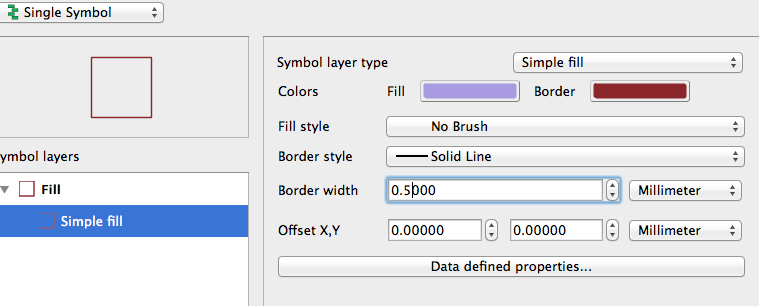 Single Symbol
Symbol layer type Simple fill
Colors Fill Border
Fill style No Brush
ymbol layers Border style Solid Line
Fill Border width 0.5000 Millimeter
Simple fill Offset X,Y 0.00000 0.00000 Millimeter
Data defined properties...